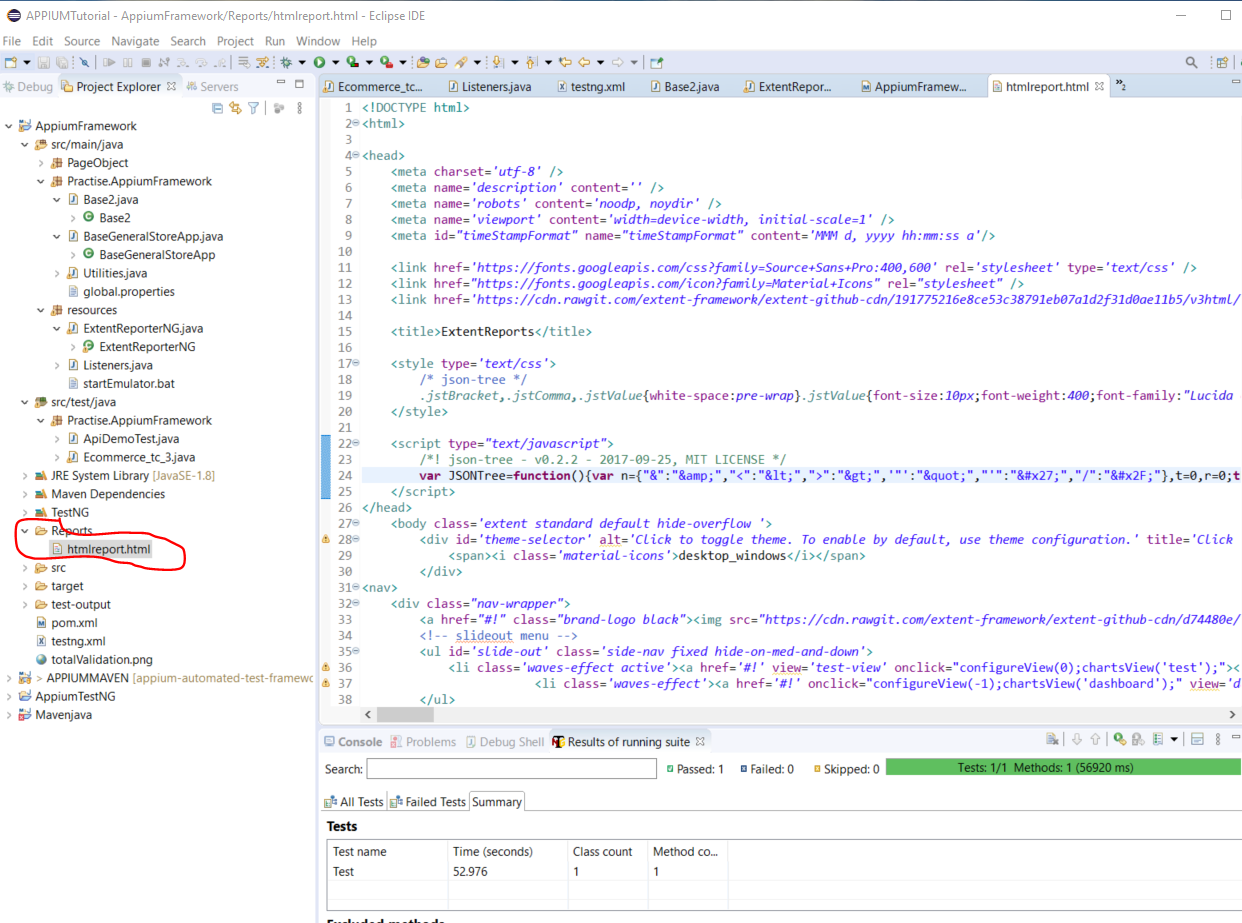 APPIUMTutorial - AppiumFramework/Reports/htmlreport.html - Eclipse IDE
File Edit Source Navigate Search Project Run Window Help
Debug Project Explorer Servers
AppiumFramework
src/main/java
PageObject
Practise.AppiumFramework
Base2.java
Base2
BaseGeneralStoreApp.java
BaseGeneralStoreApp
Utilities.java
global.properties
resources
ExtentReporterNG.java
ExtentReporterNG
Listeners.java
startEmulator.bat
src/test/java
Practise.AppiumFramework
ApiDemoTest.java
Ecommerce_tc_3.java
JRE System Library [JavaSE-1.8]
Maven Dependencies
TestNG
Reports
htmlreport.html
src
target
test-output
pom.xml
testng.xml
totalValidation.png
> APPIUMMAVEN [appium-automated-test-framewo
AppiumTestNG
Mavenjava
Ecommerce_tc... Listeners.java testng.xml Base2.java ExtentRepor... AppiumFramew... htmlreport.html »2
1 <!DOCTYPE html>
2 <html>
3
4 <head>
5 <meta charset='utf-8' />
6 <meta name='description' content='' />
7 <meta name='robots' content='noodp, noydir' />
8 <meta name='viewport' content='width=device-width, initial-scale=1' />
9 <meta id="timeStampFormat" name="timeStampFormat" content='MMM d, yyyy hh:mm:ss a'/>
10
11 <link href='https://fonts.googleapis.com/css?family=Source+Sans+Pro:400,600' rel='stylesheet' type='text/css' />
12 <link href="https://fonts.googleapis.com/icon?family=Material+Icons" rel="stylesheet" />
13 <link href='https://cdn.rawgit.com/extent-framework/extent-github-cdn/191775216e8ce53c38791eb07a1d2f31d0ae11b5/v3html/
14
15 <title>ExtentReports</title>
16
17 <style type='text/css'>
18 /* json-tree */
19 .jstBracket,.jstComma,.jstValue{white-space:pre-wrap}.jstValue{font-size:10px;font-weight:400;font-family:"Lucida
20 </style>
21
22 <script type="text/javascript">
23 /*! json-tree - v0.2.2 - 2017-09-25, MIT LICENSE */
24 var JSONTree=function(){var n={"&":"&amp;","<":"&lt;",">":"&gt;",'"':"&quot;","'":"&#x27;","/":"&#x2F;"},t=0,r=0;t
25 </script>
26 </head>
27 <body class='extent standard default hide-overflow '>
28 <div id='theme-selector' alt='Click to toggle theme. To enable by default, use theme configuration.' title='Click
29 <span><i class='material-icons'>desktop_windows</i></span>
30 </div>
31 <nav>
32 <div class="nav-wrapper">
33 <a href="#!" class="brand-logo black"><img src="https://cdn.rawgit.com/extent-framework/extent-github-cdn/d74480e/
34 <!-- slideout menu -->
35 <ul id='slide-out' class='side-nav fixed hide-on-med-and-down'>
36 <li class='waves-effect active'><a href='#!' view='test-view' onclick="configureView(0);chartsView('test');"><
37 <li class='waves-effect'><a href='#!' onclick="configureView(-1);chartsView('dashboard');" view='d
38 </ul>
Console Problems Debug Shell Results of running suite
Search: Passed: 1 Failed: 0 Skipped: 0 Tests: 1/1 Methods: 1 (56920 ms)
All Tests Failed Tests Summary
Tests
Test name Time (seconds) Class count Method co...
Test 52.976 1 1
Excluded methods